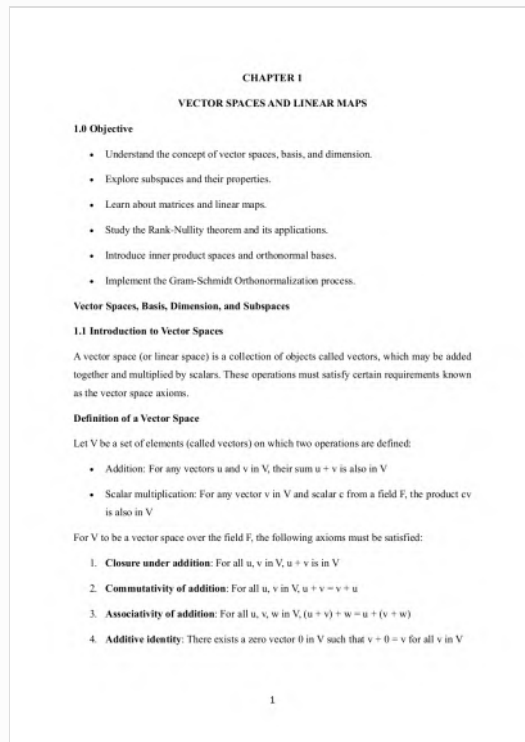 CHAPTER 1
VECTOR SPACES AND LINEAR MAPS
1.0 Objective
• Understand the concept of vector spaces, basis, and dimension.
• Explore subspaces and their properties.
• Learn about matrices and linear maps.
• Study the Rank-Nullity theorem and its applications.
• Introduce inner product spaces and orthonormal bases.
• Implement the Gram-Schmidt Orthonormalization process.
Vector Spaces, Basis, Dimension, and Subspaces
1.1 Introduction to Vector Spaces
A vector space (or linear space) is a collection of objects called vectors, which may be added
together and multiplied by scalars. These operations must satisfy certain requirements known
as the vector space axioms.
Definition of a Vector Space
Let V be a set of elements (called vectors) on which two operations are defined:
• Addition: For any vectors u and v in V, their sum u + v is also in V
• Scalar multiplication: For any vector v in V and scalar c from a field F, the product cv
is also in V
For V to be a vector space over the field F, the following axioms must be satisfied:
1. Closure under addition: For all u, v in V, u + v is in V
2. Commutativity of addition: For all u, v in V, u + v = v + u
3. Associativity of addition: For all u, v, w in V, (u + v) + w = u + (v + w)
4. Additive identity: There exists a zero vector 0 in V such that v + 0 = v for all v in V
1